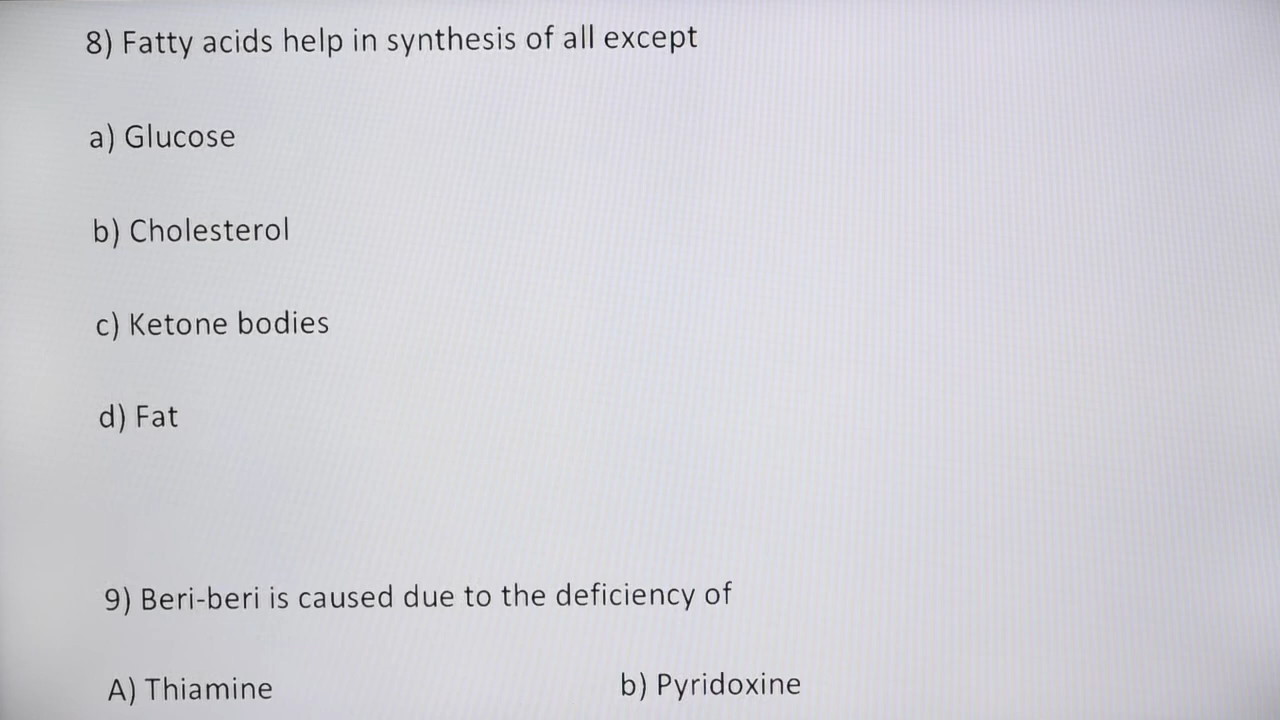 8) Fatty acids help in synthesis of all except
a) Glucose
b) Cholesterol
c) Ketone bodies
d) Fat
9) Beri-beri is caused due to the deficiency of
A) Thiamine b) Pyridoxine